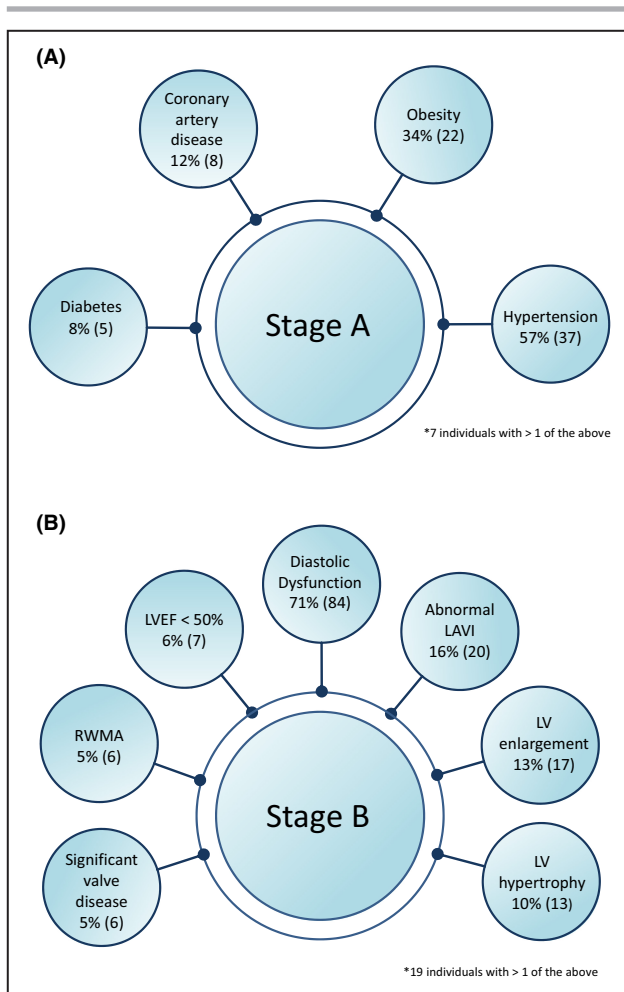 (A)
Coronary
artery
disease
12% (8)
Obesity
34% (22)
Diabetes
8% (5)
Stage A
Hypertension
57% (37)
*7 individuals with > 1 of the above
(B)
Diastolic
Dysfunction
71% (84)
LVEF < 50%
6% (7)
Abnormal
LAVI
16% (20)
RWMA
5% (6)
LV
enlargement
13% (17)
Stage B
Significant
valve
disease
5% (6)
LV
hypertrophy
10% (13)
*19 individuals with > 1 of the above